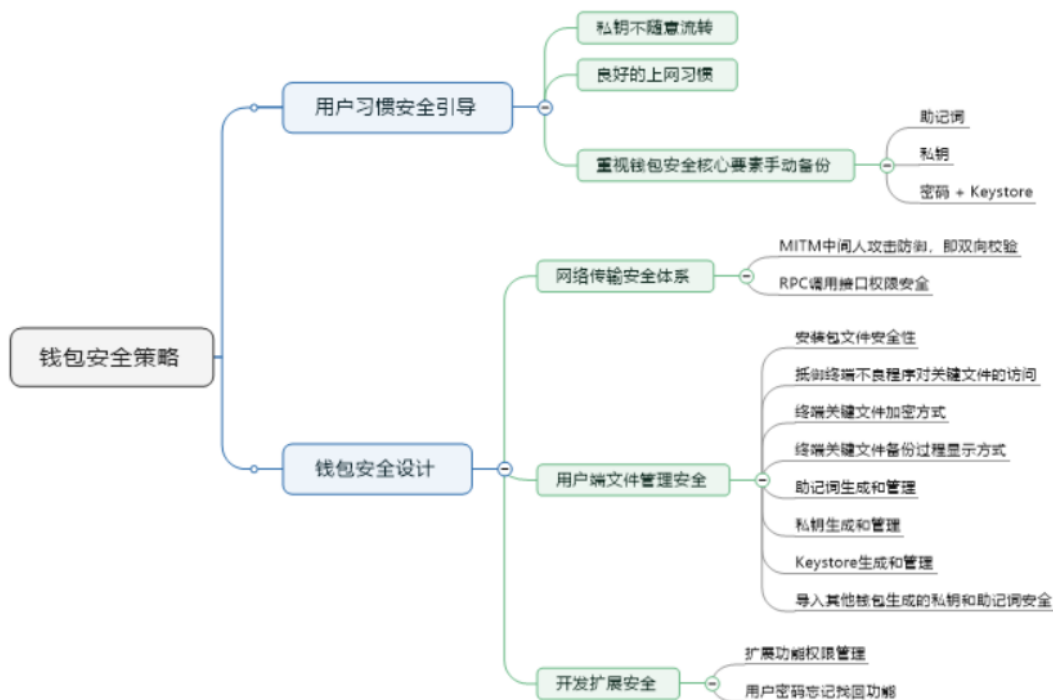 钱包安全策略
用户习惯安全引导
私钥不随意流转
良好的上网习惯
重视钱包安全核心要素手动备份
助记词
私钥
密码 + Keystore
钱包安全设计
网络传输安全体系
MITM中间人攻击防御，即双向校验
RPC调用接口权限安全
用户端文件管理安全
安装包文件安全性
抵御终端不良程序对关键文件的访问
终端关键文件加密方式
终端关键文件备份过程显示方式
助记词生成和管理
私钥生成和管理
Keystore生成和管理
导入其他钱包生成的私钥和助记词安全
开发扩展安全
扩展功能权限管理
用户密码忘记找回功能